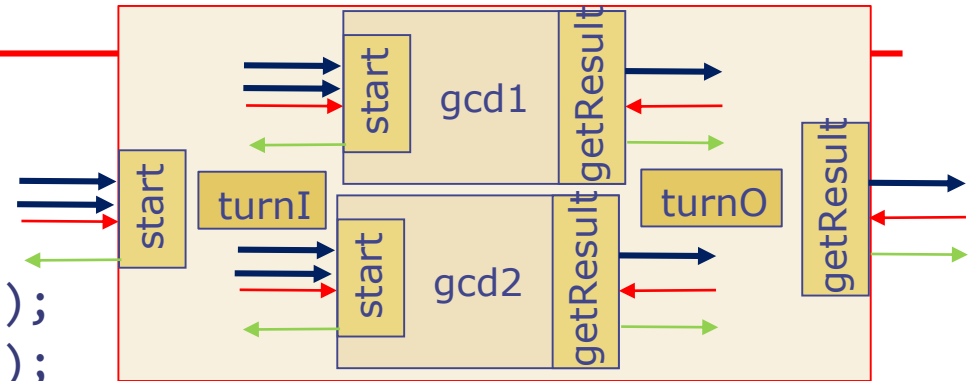 start
gcd1
getResult
start
turnI
turnO
getResult
start
gcd2
getResult
);
);